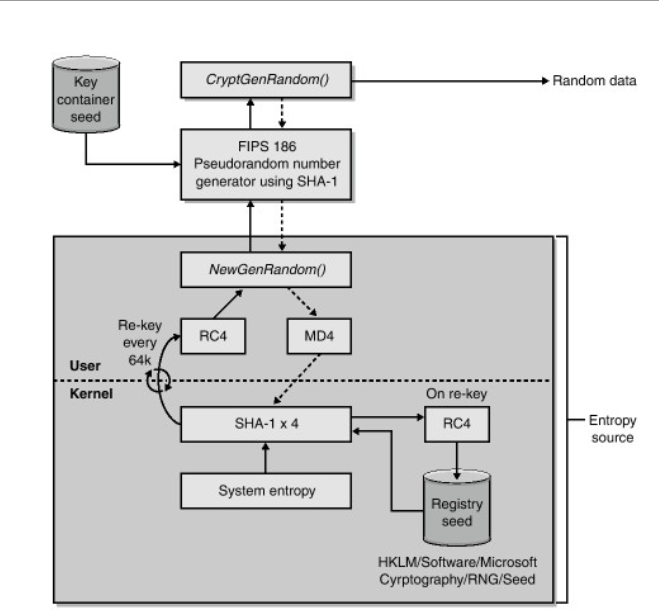 Key
container
seed
CryptGenRandom()
Random data
FIPS 186
Pseudorandom number
generator using SHA-1
NewGenRandom()
Re-key
every
64k
RC4
MD4
User
Kernel
On re-key
SHA-1 x 4
RC4
Entropy
source
System entropy
Registry
seed
HKLM/Software/Microsoft
Cyrptography/RNG/Seed